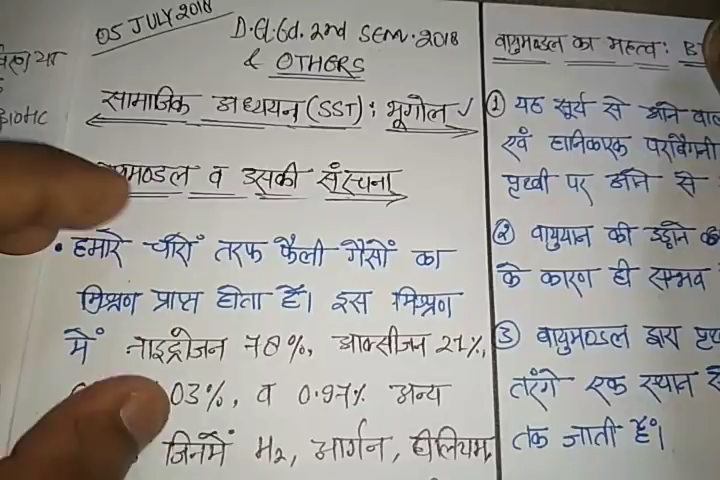 05 JULY 2018
D.El.Ed. 2nd SEM. 2018
& OTHERS
सामाजिक अध्ययन (SST) : भूगोल
व उसकी संरचना
• हमारे चारों तरफ फैली गैसों का
मिश्रण प्राप्त होता है। इस मिश्रण
में नाइट्रोजन 78%, आक्सीजन 21%,
03%, व 0.97% अन्य
जिनमें H2, आर्गन, हीलियम,
वायुमण्डल का महत्व:
① यह सूर्य से आने
एवं हानिकारक पराबैंगनी
पृथ्वी पर आने से
② वायुयान की उड़ाने
के कारण ही सम्भव
③ वायुमण्डल द्वारा
तरंगे एक स्थान
तक जाती हैं।